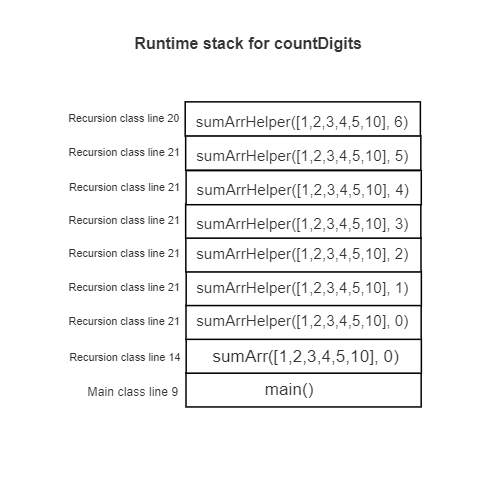 Runtime stack for countDigits
Recursion class line 20 sumArrHelper([1,2,3,4,5,10], 6)
Recursion class line 21 sumArrHelper([1,2,3,4,5,10], 5)
Recursion class line 21 sumArrHelper([1,2,3,4,5,10], 4)
Recursion class line 21 sumArrHelper([1,2,3,4,5,10], 3)
Recursion class line 21 sumArrHelper([1,2,3,4,5,10], 2)
Recursion class line 21 sumArrHelper([1,2,3,4,5,10], 1)
Recursion class line 21 sumArrHelper([1,2,3,4,5,10], 0)
Recursion class line 14 sumArr([1,2,3,4,5,10], 0)
Main class line 9 main()